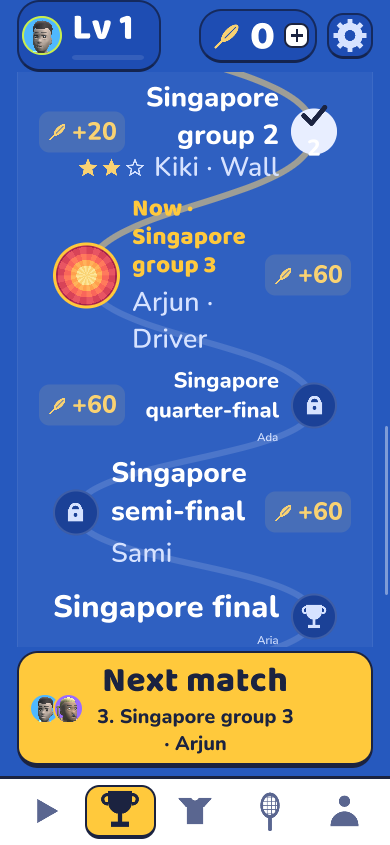 Lv 1
0
Singapore
group 2
+20
2
Kiki · Wall
Now ·
Singapore
group 3
+60
Arjun ·
Driver
Singapore
quarter-final
+60
Ada
Singapore
semi-final
+60
Sami
Singapore final
Aria
Next match
3. Singapore group 3
· Arjun